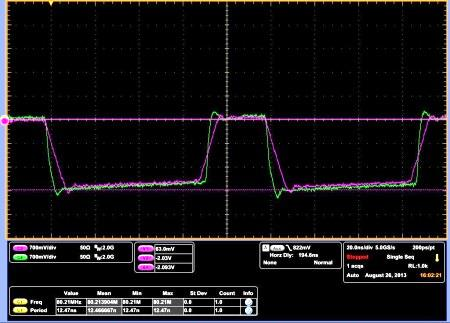 700mV/div 50Ω 2.0G
700mV/div 50Ω 2.0G
V1 63.0mV
V2 -2.03V
-2.093V
822mV
Horz Dly: 194.6ns
None Normal
20.0ns/div 5.0GS/s 200ps/pt
Stopped Single Seq
1 acqs RL:1.0k
Auto August 26, 2013 16:02:21
Value Mean Min Max St Dev Count Info
Freq 80.21MHz 80.213904M 80.21M 80.21M 0.0 1.0
Period 12.47ns 12.466667n 12.47n 12.47n 0.0 1.0